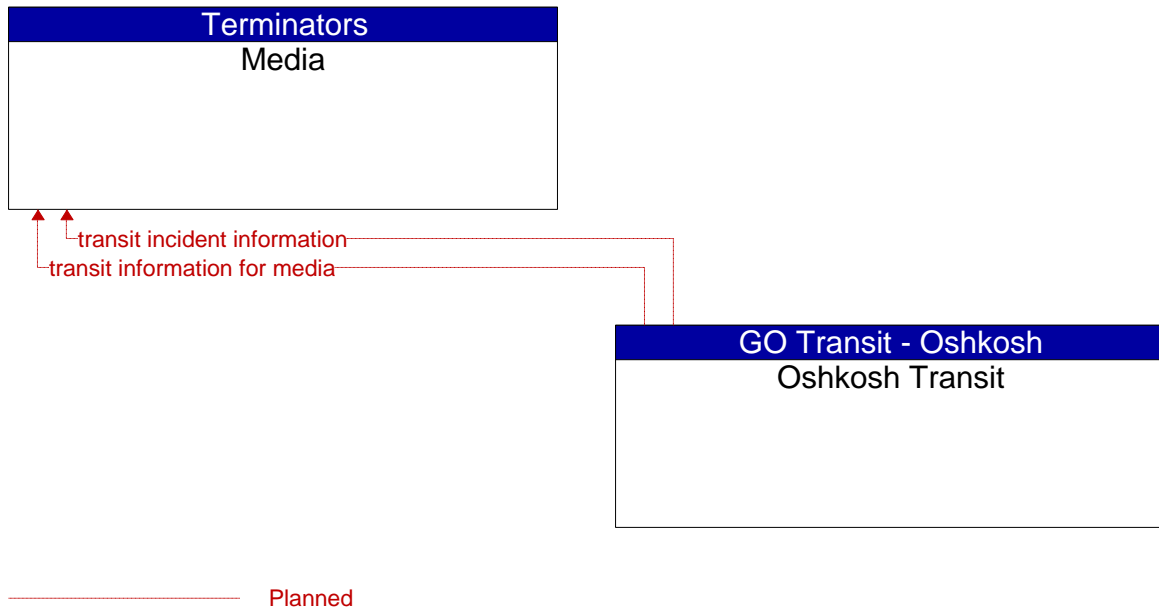 Terminators
Media
transit incident information
transit information for media
GO Transit - Oshkosh
Oshkosh Transit
Planned